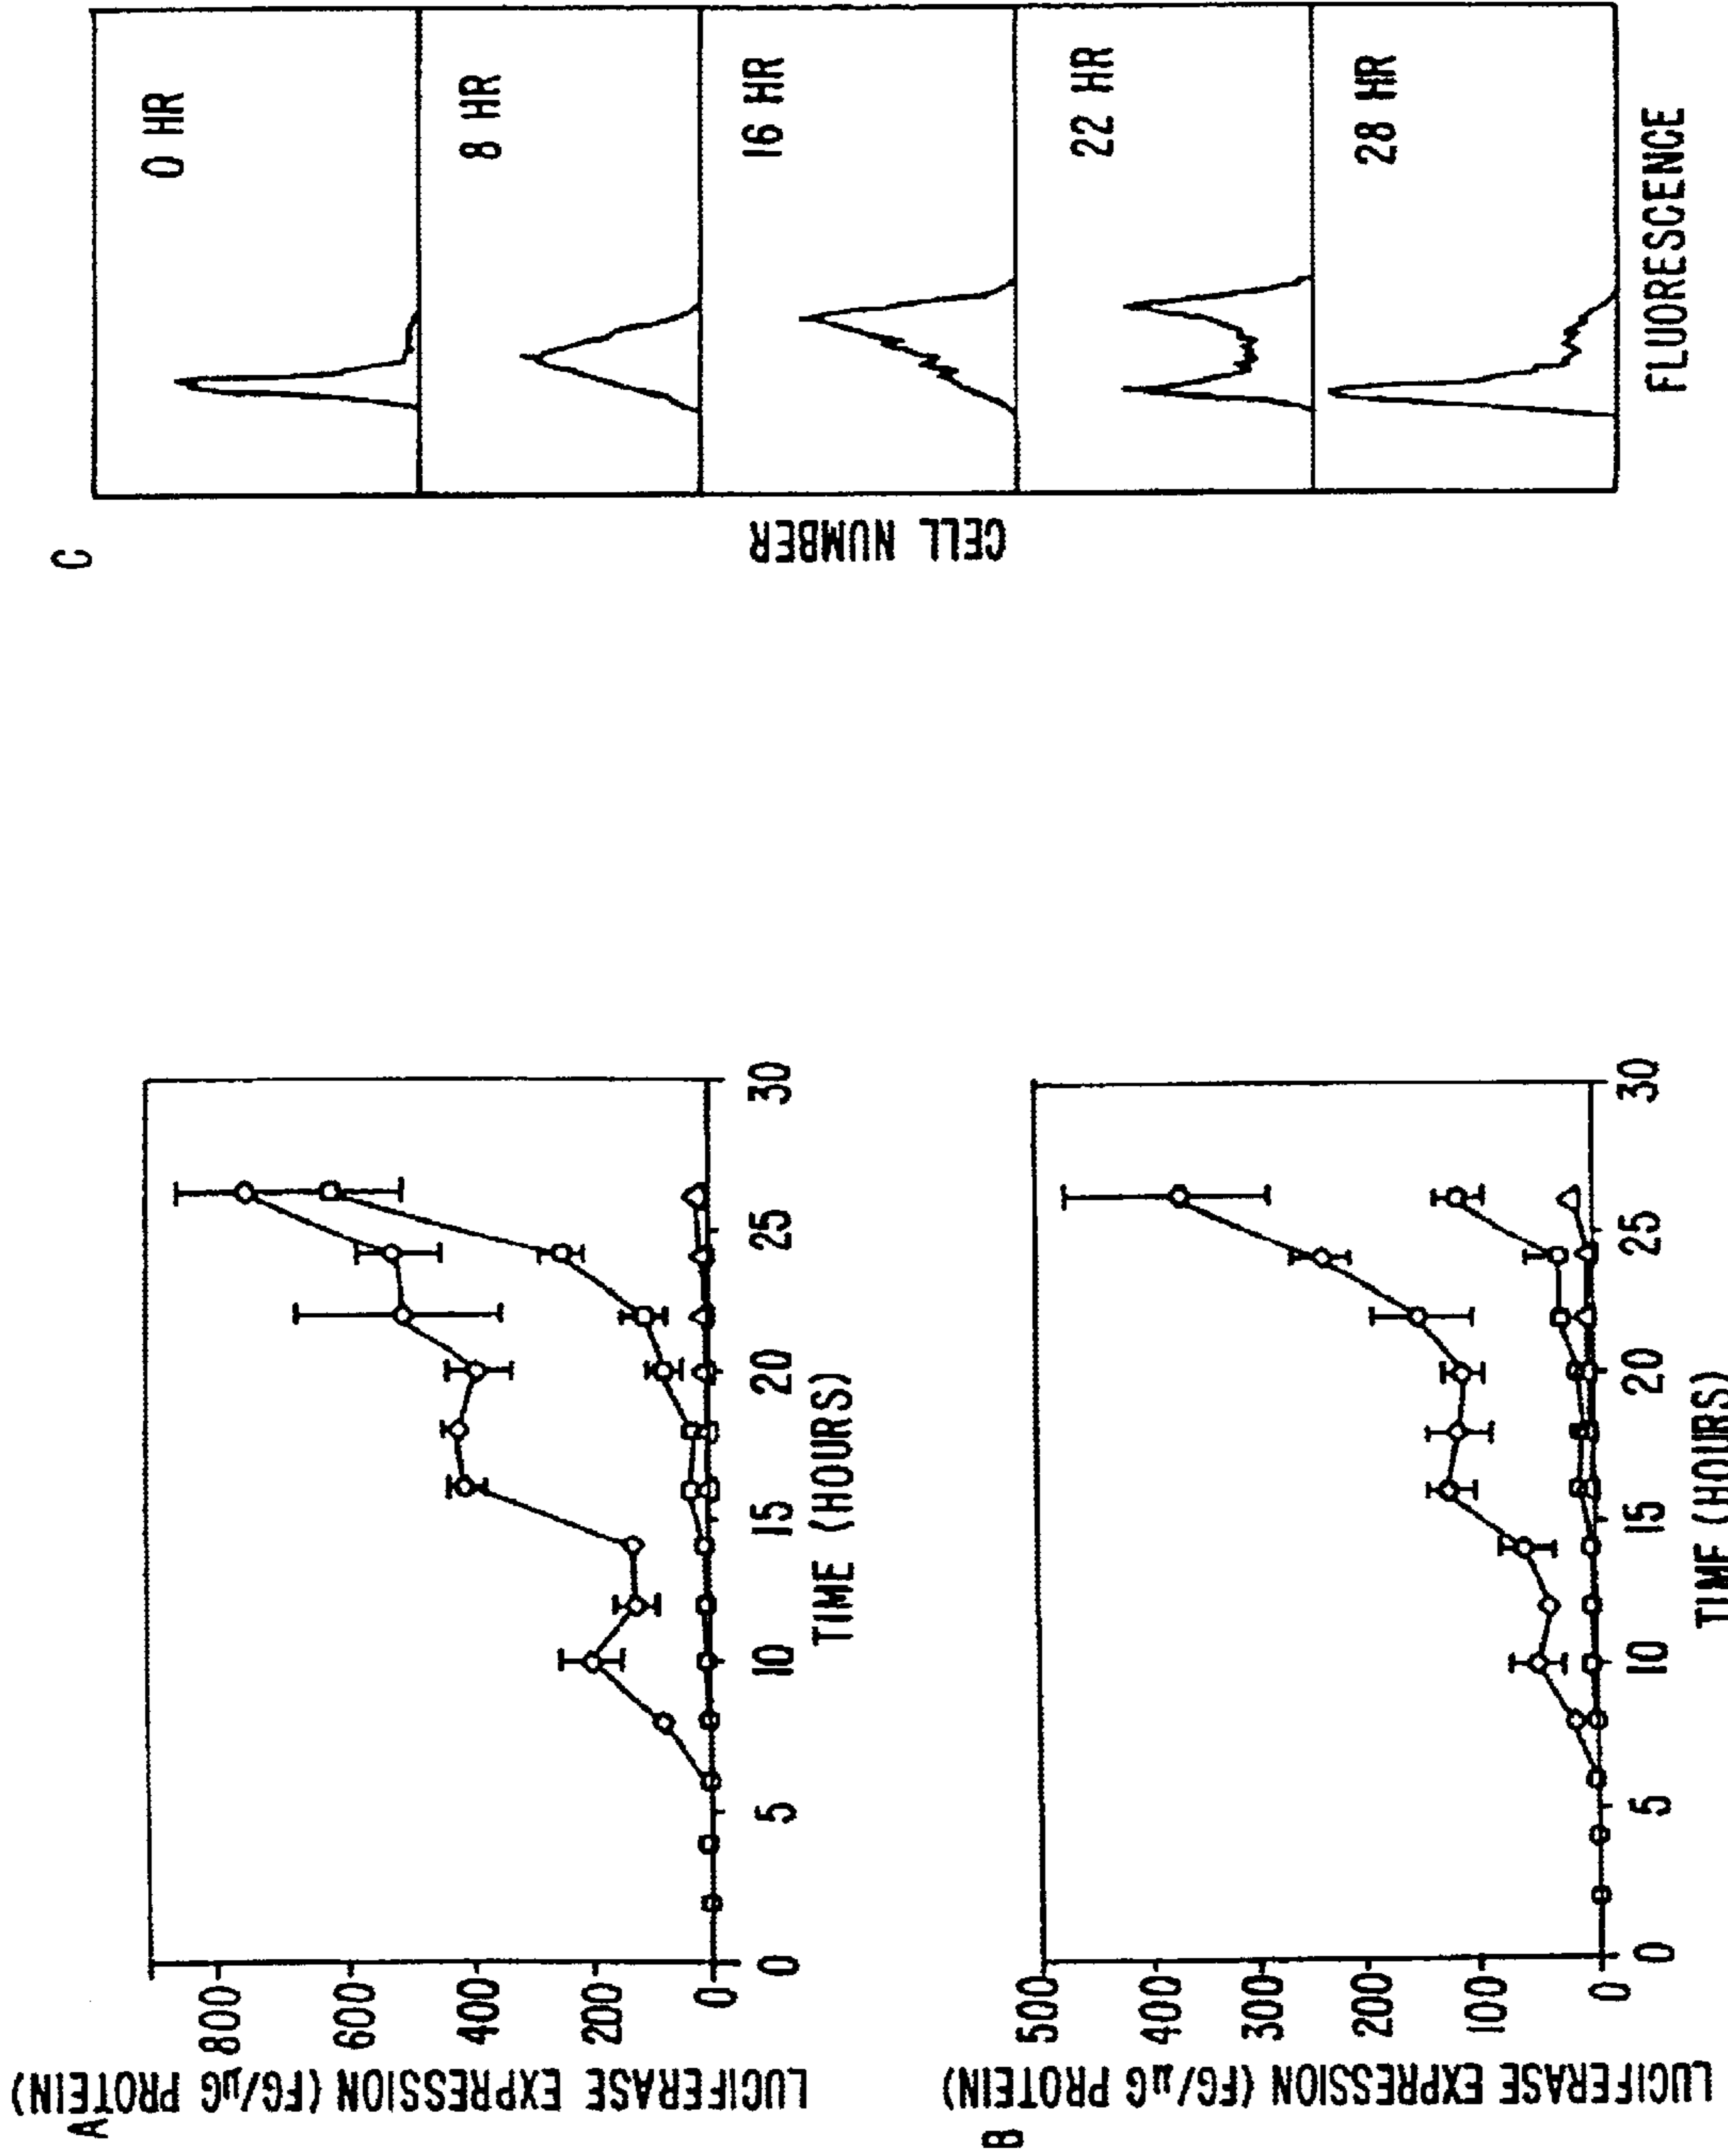 A
LUCIFERASE EXPRESSION (FG/µG PROTEIN)
800
600
400
200
0
0 5 10 15 20 25 30
TIME (HOURS)
B
LUCIFERASE EXPRESSION (FG/µG PROTEIN)
500
400
300
200
100
0
0 5 10 15 20 25 30
TIME (HOURS)
C
CELL NUMBER
0 HR
8 HR
16 HR
22 HR
28 HR
FLUORESCENCE